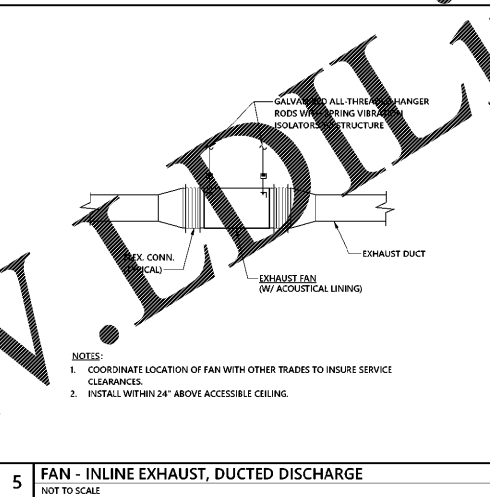 GALVANIZED ALL-THREADED HANGER
RODS WITH SPRING VIBRATION
ISOLATORS TO STRUCTURE
FLEX. CONN.
(TYPICAL)
EXHAUST DUCT
EXHAUST FAN
(W/ ACOUSTICAL LINING)
NOTES:
1. COORDINATE LOCATION OF FAN WITH OTHER TRADES TO INSURE SERVICE
CLEARANCES.
2. INSTALL WITHIN 24" ABOVE ACCESSIBLE CEILING.
5 FAN - INLINE EXHAUST, DUCTED DISCHARGE
NOT TO SCALE